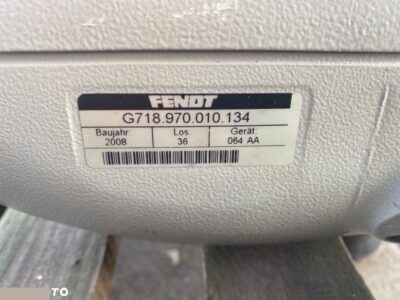 FENDT
G718.970.010.134
Baujahr: Los Gerät:
2008 36 064 AA